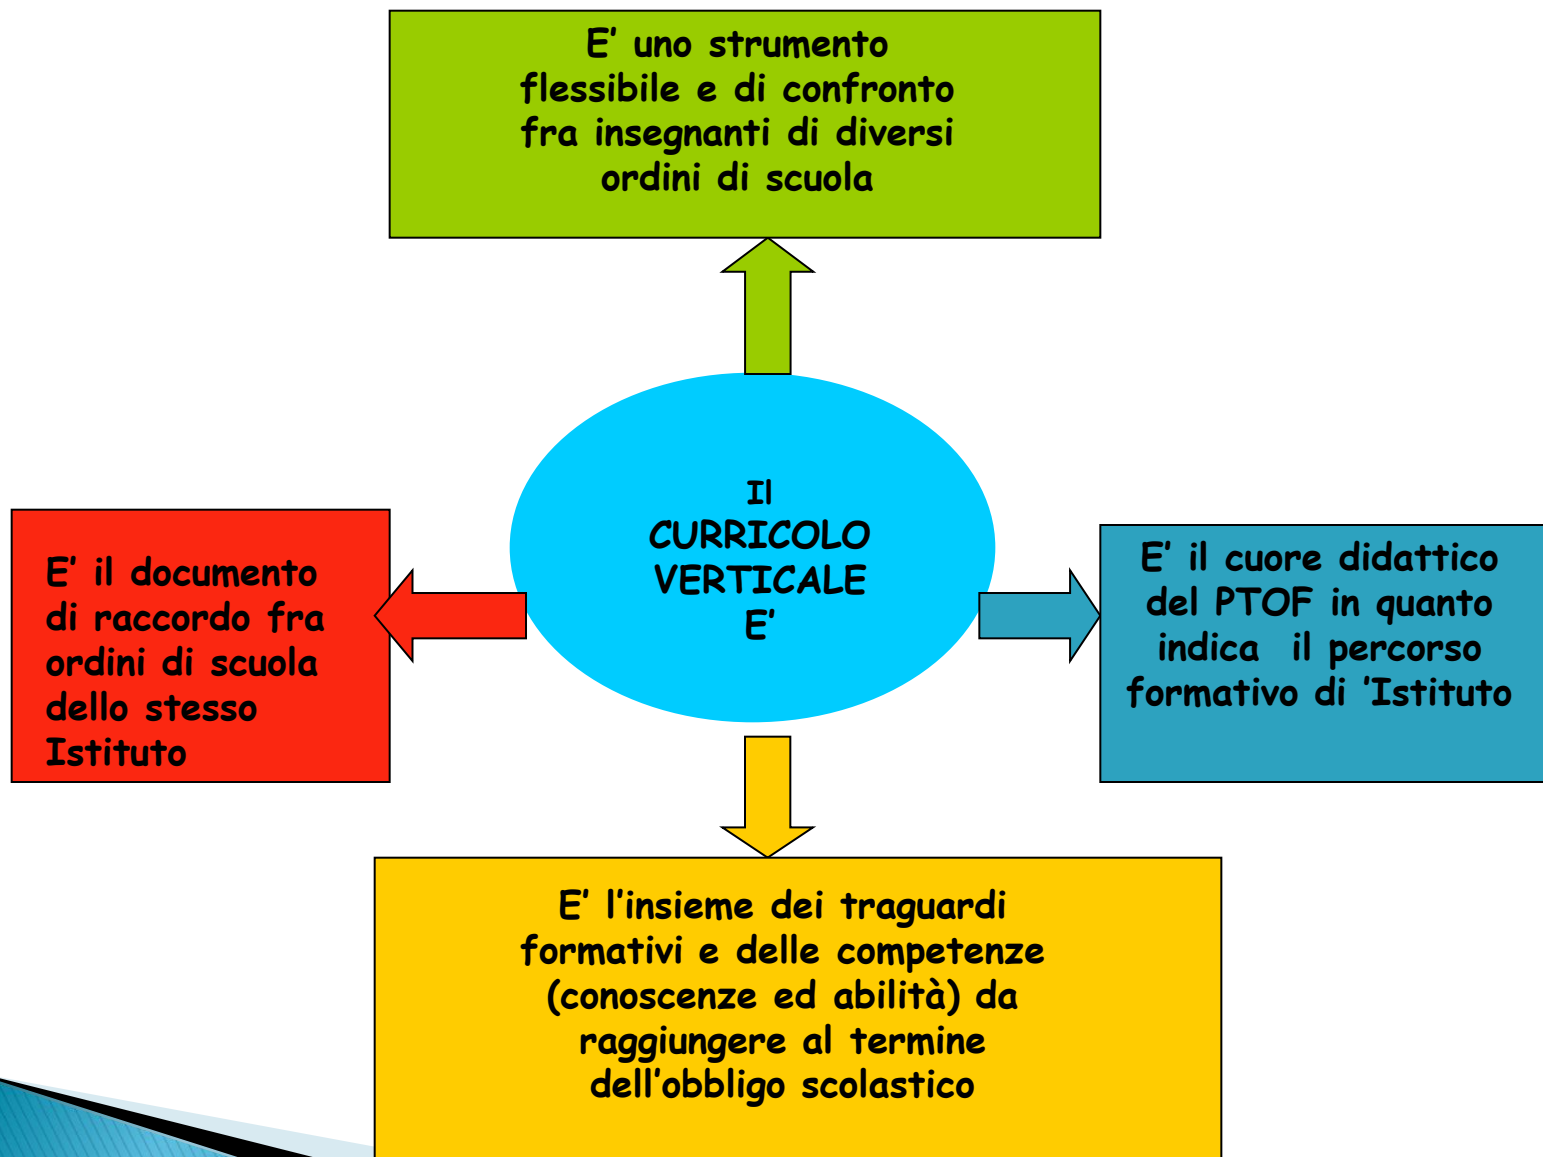 E' uno strumento
flessibile e di confronto
fra insegnanti di diversi
ordini di scuola
Il
CURRICOLO
VERTICALE
E'
E' il documento
di raccordo fra
ordini di scuola
dello stesso
Istituto
E' il cuore didattico
del PTOF in quanto
indica  il percorso
formativo di 'Istituto
E' l'insieme dei traguardi
formativi e delle competenze
(conoscenze ed abilità) da
raggiungere al termine
dell'obbligo scolastico